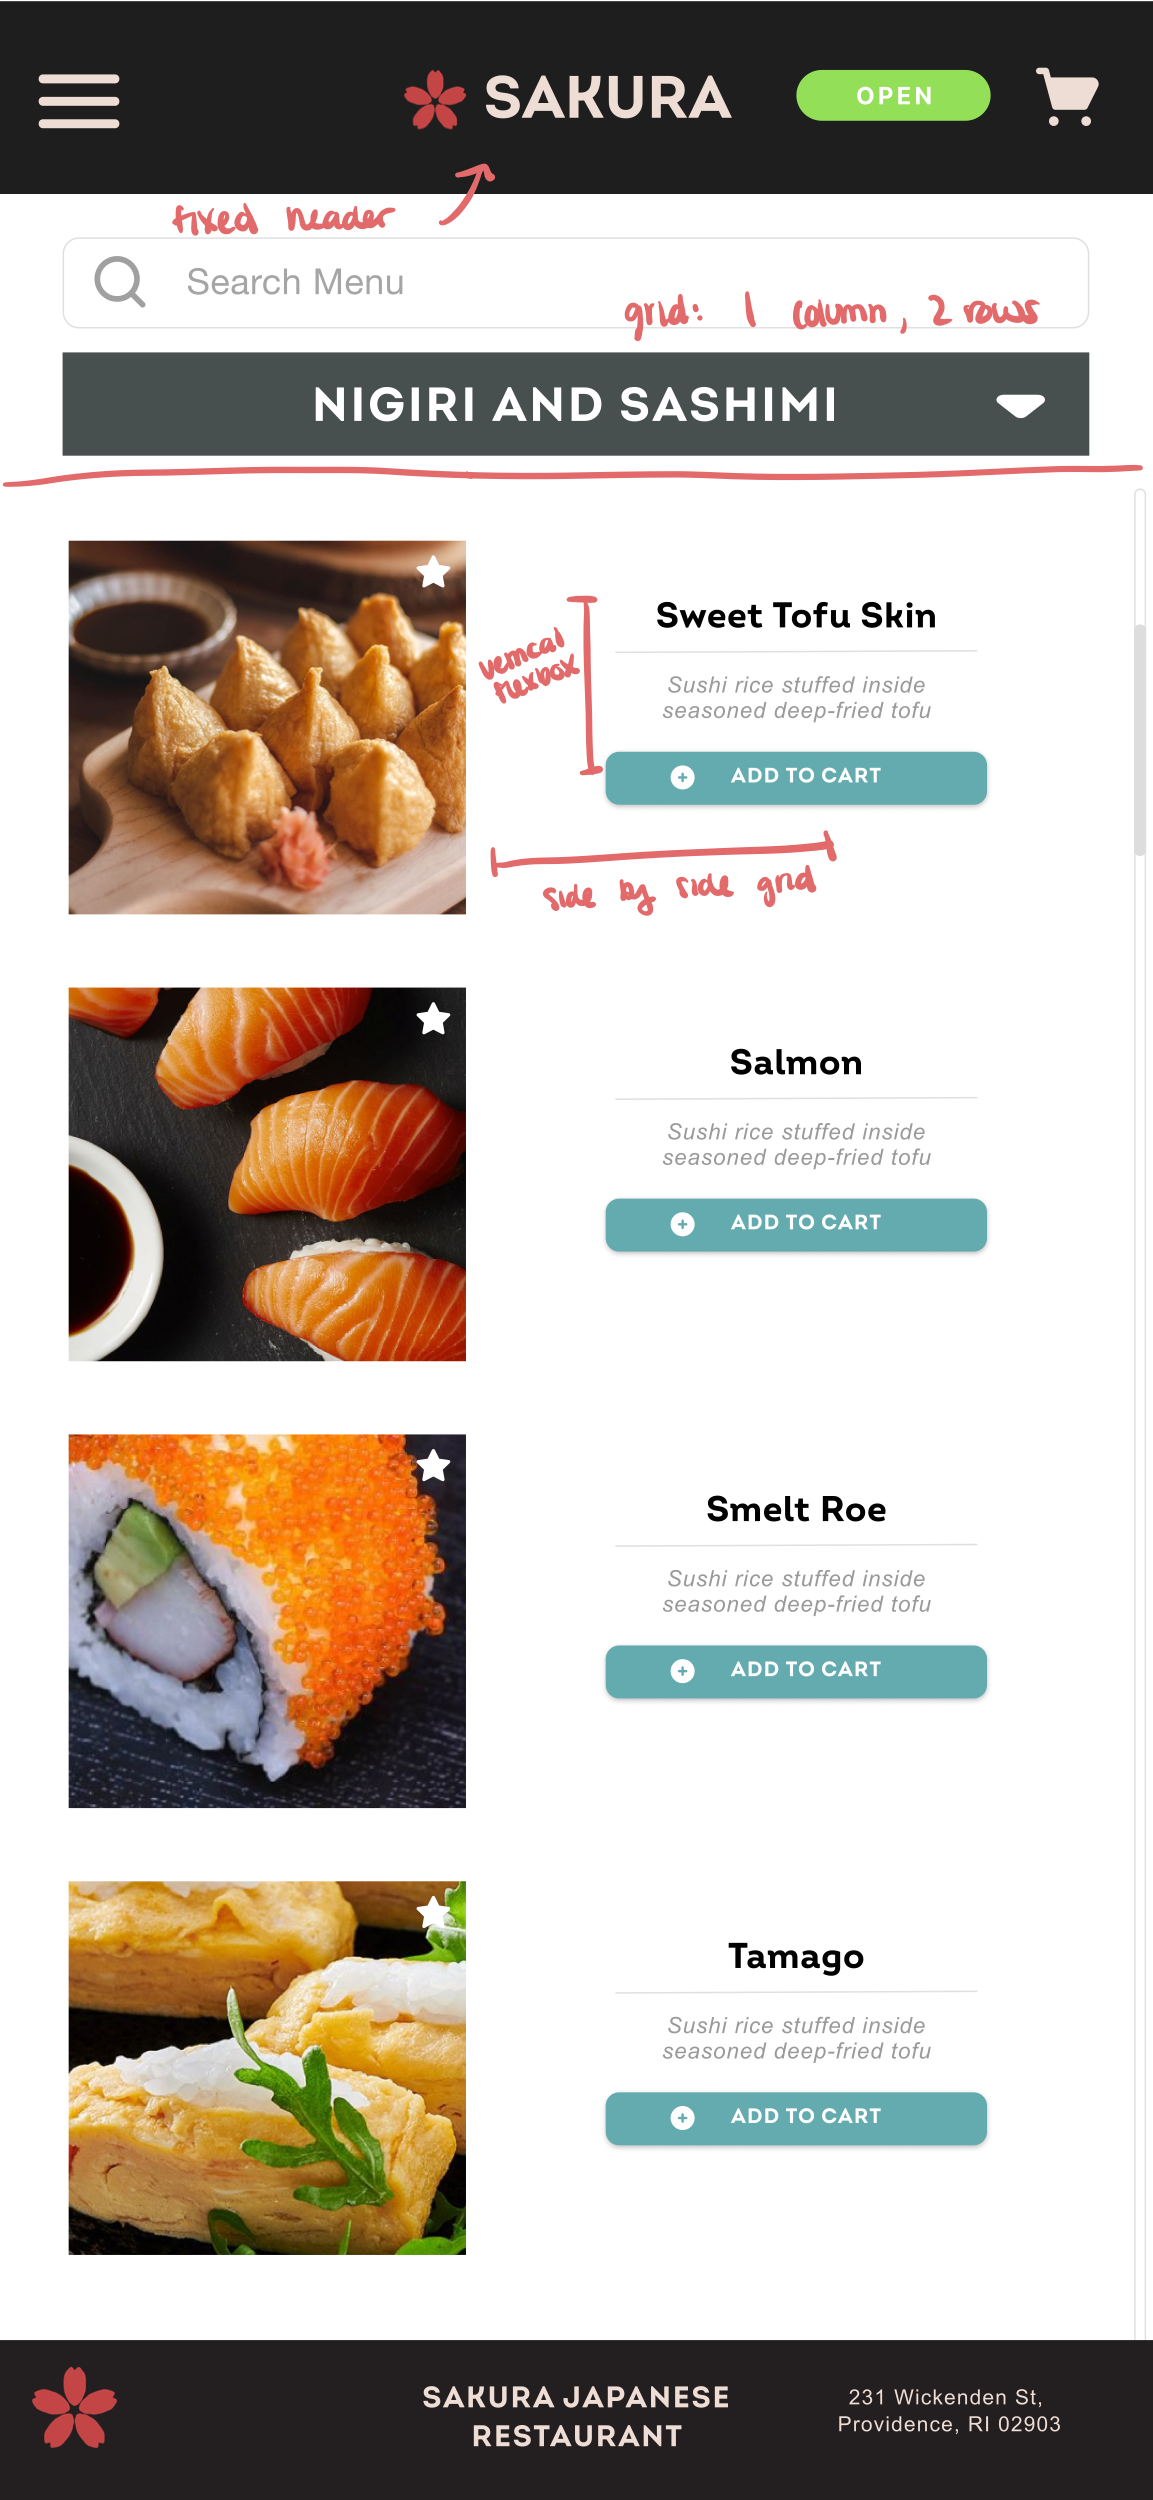 SAKURA
OPEN
fixed header
Search Menu
grid: 1 column, 2 rows
NIGIRI AND SASHIMI
Sweet Tofu Skin
vertical
flexbox
Sushi rice stuffed inside
seasoned deep-fried tofu
ADD TO CART
side by side grid
Salmon
Sushi rice stuffed inside
seasoned deep-fried tofu
ADD TO CART
Smelt Roe
Sushi rice stuffed inside
seasoned deep-fried tofu
ADD TO CART
Tamago
Sushi rice stuffed inside
seasoned deep-fried tofu
ADD TO CART
SAKURA JAPANESE
RESTAURANT
231 Wickenden St,
Providence, RI 02903